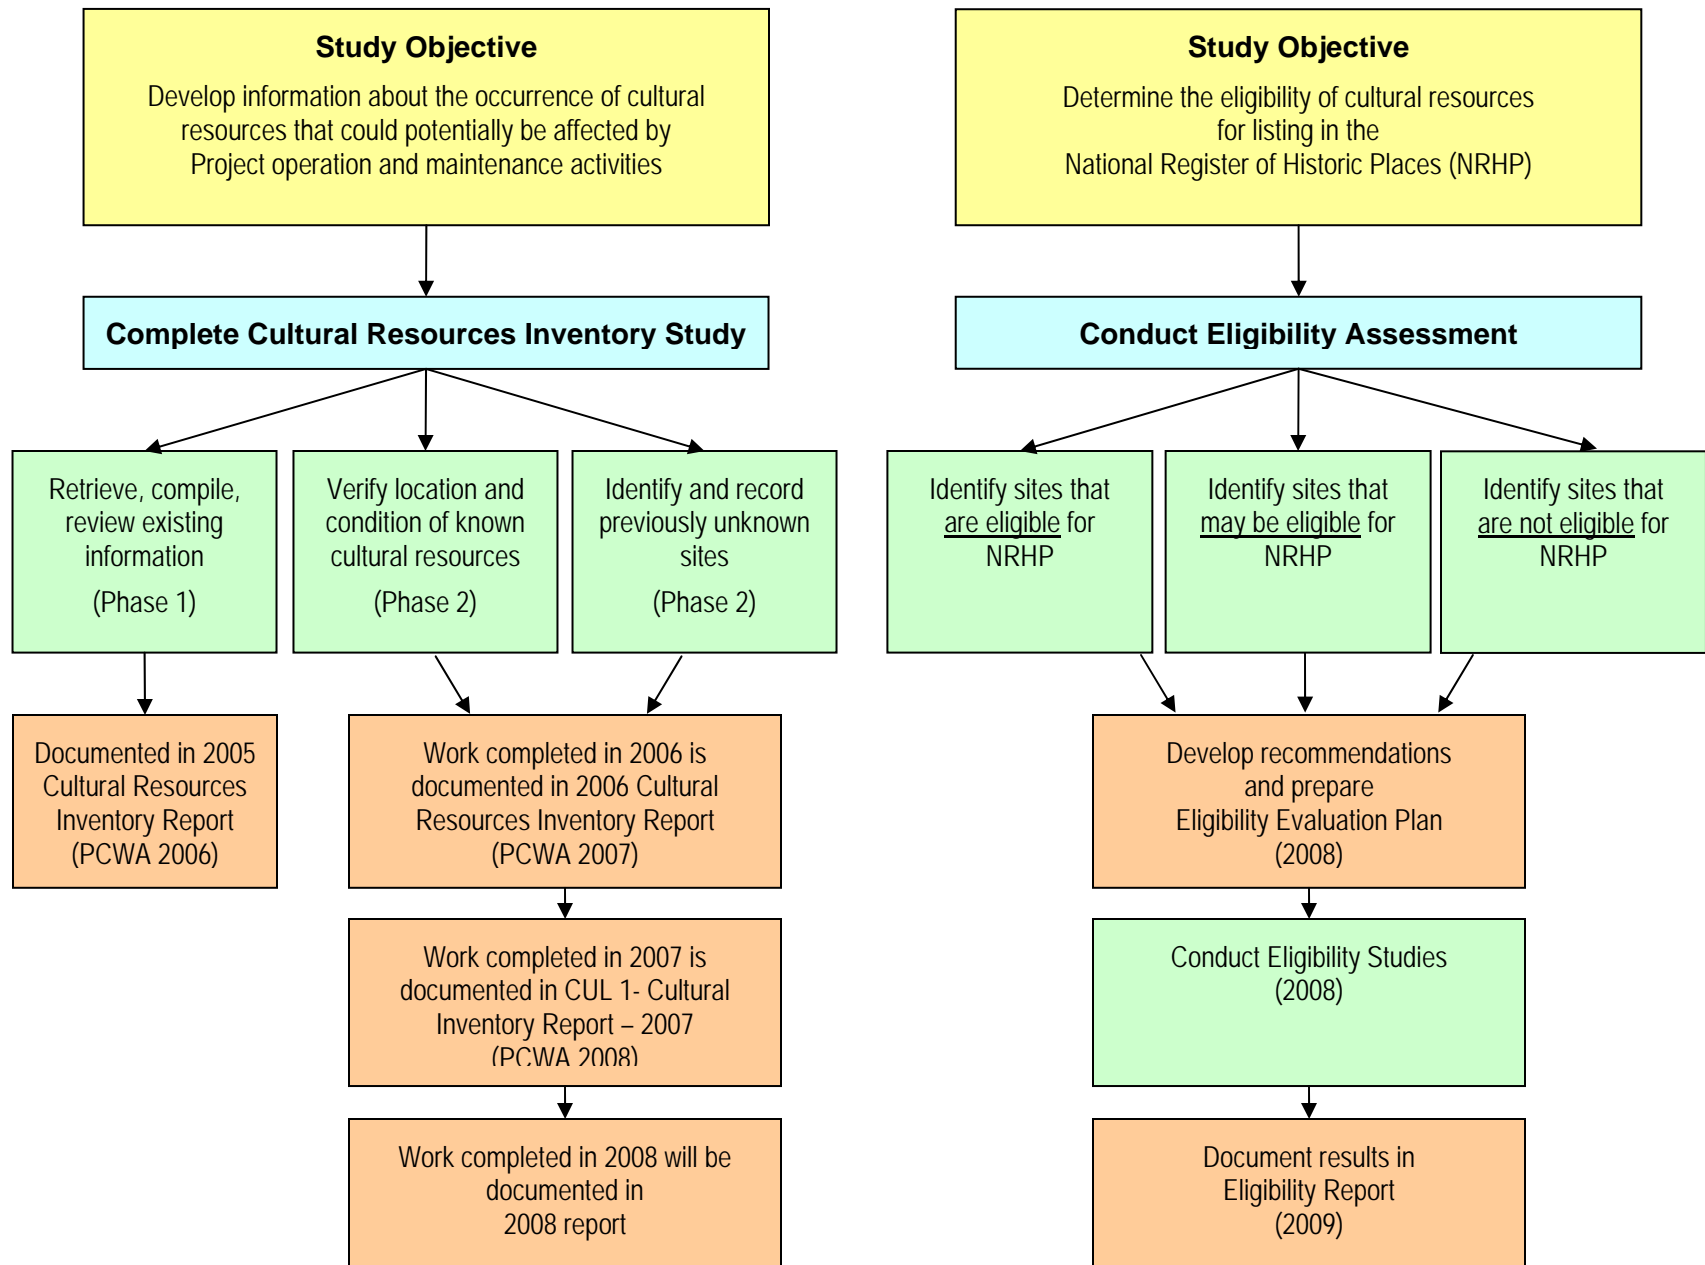 Study Objective
Develop information about the occurrence of cultural
resources that could potentially be affected by
Project operation and maintenance activities
Study Objective
Determine the eligibility of cultural resources
for listing in the
National Register of Historic Places (NRHP)
Complete Cultural Resources Inventory Study
Conduct Eligibility Assessment
Retrieve, compile,
review existing
information
(Phase 1)
Verify location and
condition of known
cultural resources
(Phase 2)
Identify and record
previously unknown
sites
(Phase 2)
Identify sites that
are eligible for
NRHP
Identify sites that
may be eligible for
NRHP
Identify sites that
are not eligible for
NRHP
Documented in 2005
Cultural Resources
Inventory Report
(PCWA 2006)
Work completed in 2006 is
documented in 2006 Cultural
Resources Inventory Report
(PCWA 2007)
Develop recommendations
and prepare
Eligibility Evaluation Plan
(2008)
Work completed in 2007 is
documented in CUL 1- Cultural
Inventory Report – 2007
(PCWA 2008)
Conduct Eligibility Studies
(2008)
Work completed in 2008 will be
documented in
2008 report
Document results in
Eligibility Report
(2009)